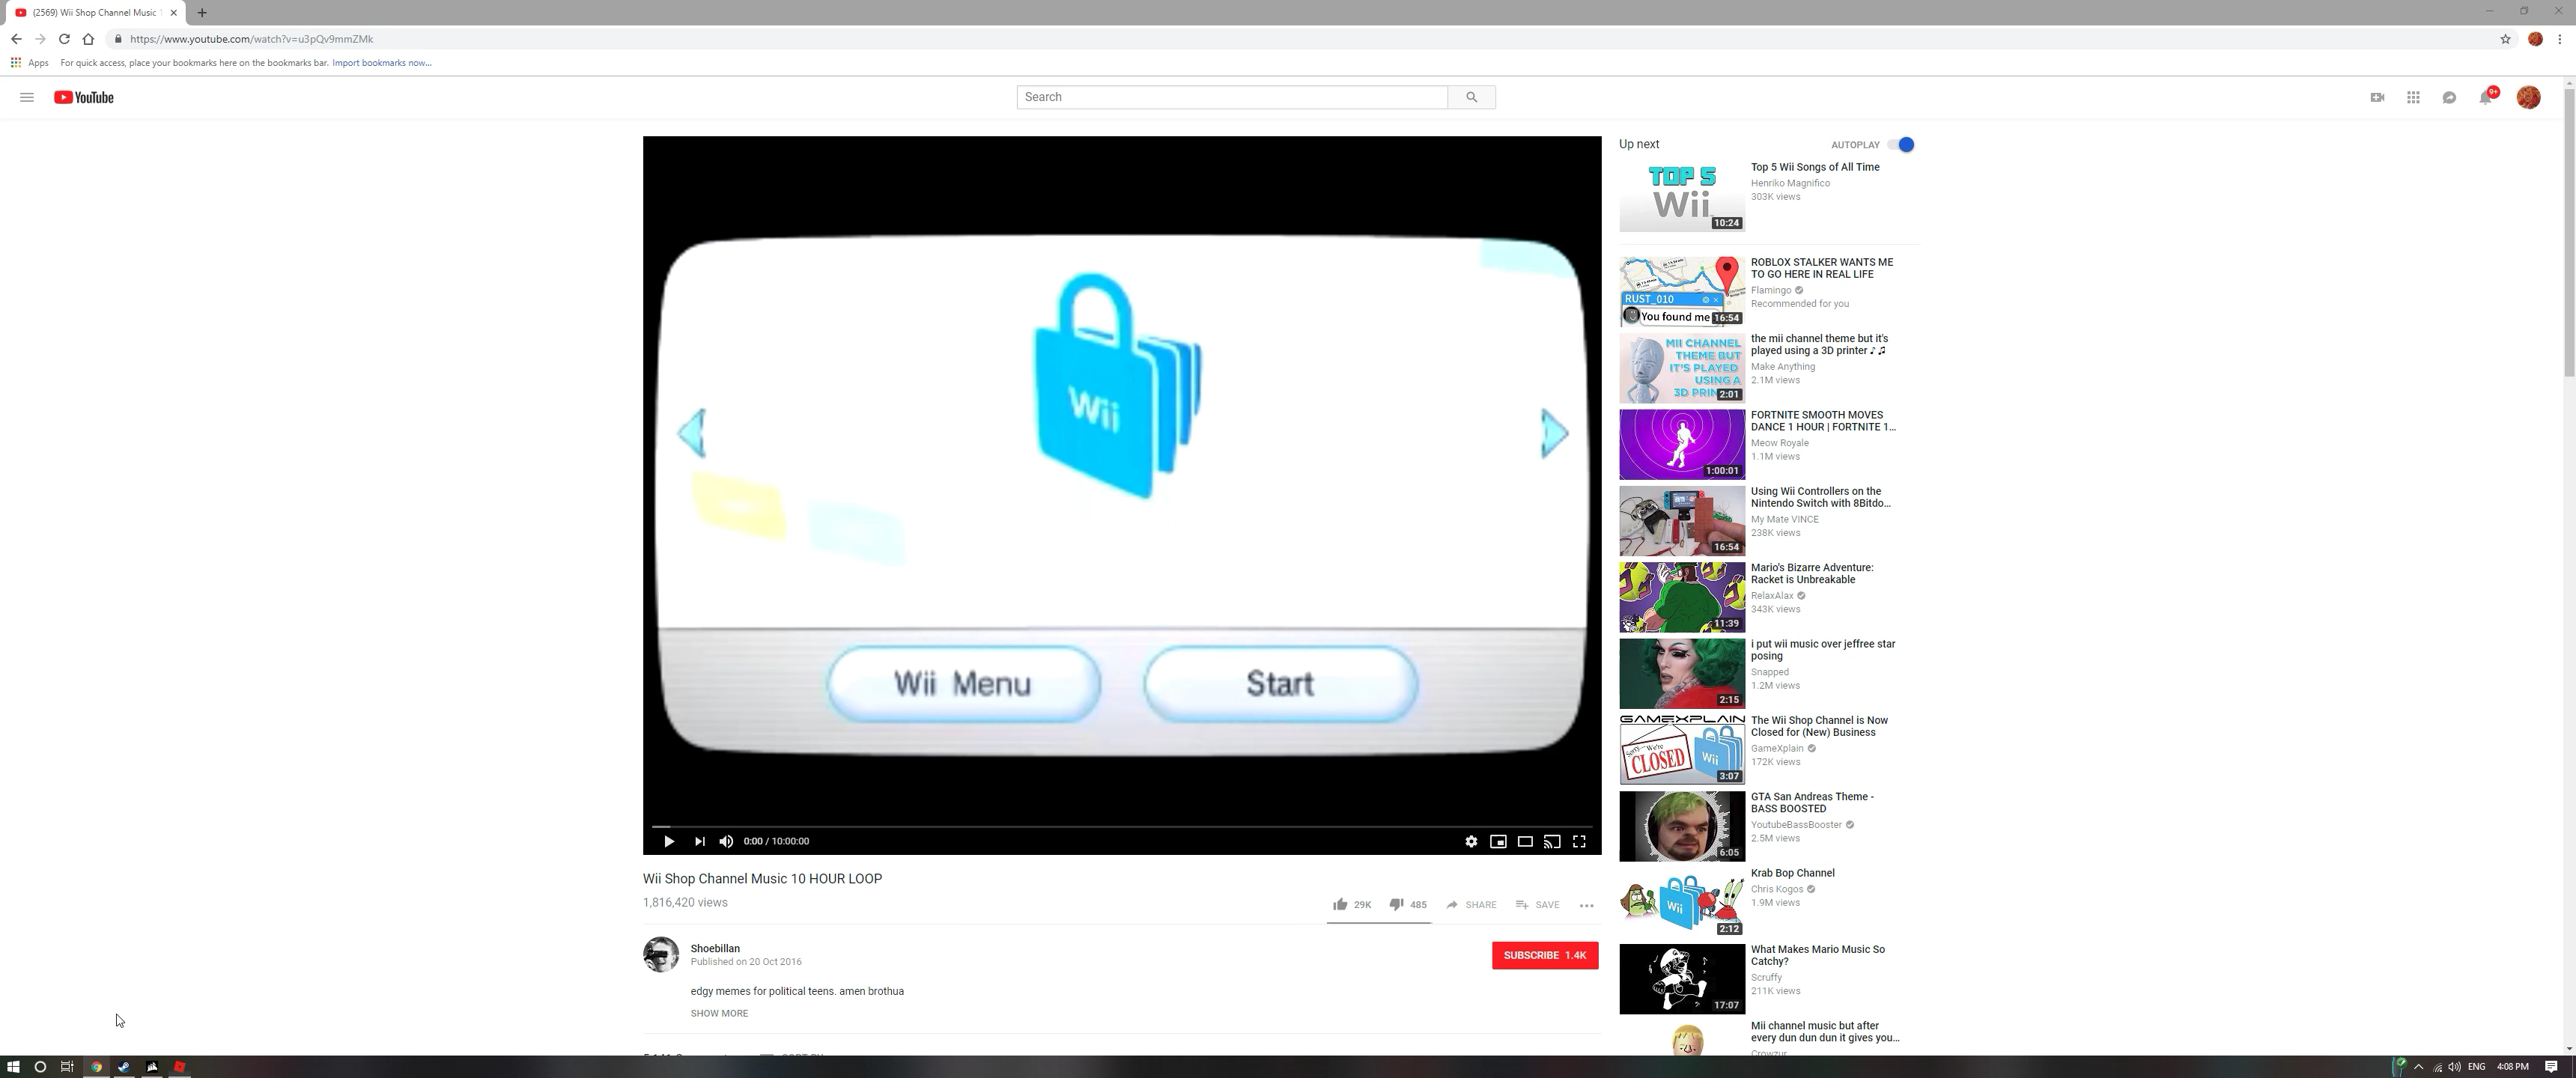 (2569) Wii Shop Channel Music
https://www.youtube.com/watch?v=u3pQv9mmZMk
Apps For quick access, place your bookmarks here on the bookmarks bar. Import bookmarks now...
YouTube
Search
9+
Wii
Wii Menu
Start
0:00 / 10:00:00
Wii Shop Channel Music 10 HOUR LOOP
1,816,420 views
29K
485
SHARE
SAVE
Shoebillan
Published on 20 Oct 2016
SUBSCRIBE 1.4K
edgy memes for political teens. amen brothua
SHOW MORE
Up next
AUTOPLAY
TOP 5
Wii
10:24
Top 5 Wii Songs of All Time
Henriko Magnifico
303K views
RUST_010
You found me
16:54
ROBLOX STALKER WANTS ME
TO GO HERE IN REAL LIFE
Flamingo
Recommended for you
MII CHANNEL
THEME BUT
IT'S PLAYED
USING A
3D
2:01
the mii channel theme but it's
played using a 3D printer ♪ ♫
Make Anything
2.1M views
1:00:01
FORTNITE SMOOTH MOVES
DANCE 1 HOUR | FORTNITE 1...
Meow Royale
1.1M views
16:54
Using Wii Controllers on the
Nintendo Switch with 8Bitdo...
My Mate VINCE
238K views
11:39
Mario's Bizarre Adventure:
Racket is Unbreakable
RelaxAlax
343K views
2:15
i put wii music over jeffree star
posing
Snapped
1.2M views
GAMEXPLAIN
Sorry We're
CLOSED
Wii
3:07
The Wii Shop Channel is Now
Closed for (New) Business
GameXplain
172K views
6:05
GTA San Andreas Theme -
BASS BOOSTED
YoutubeBassBooster
2.5M views
Wii
2:12
Krab Bop Channel
Chris Kogos
1.9M views
17:07
What Makes Mario Music So
Catchy?
Scruffy
211K views
Mii channel music but after
every dun dun dun it gives you...
Crowzur
ENG
4:08 PM